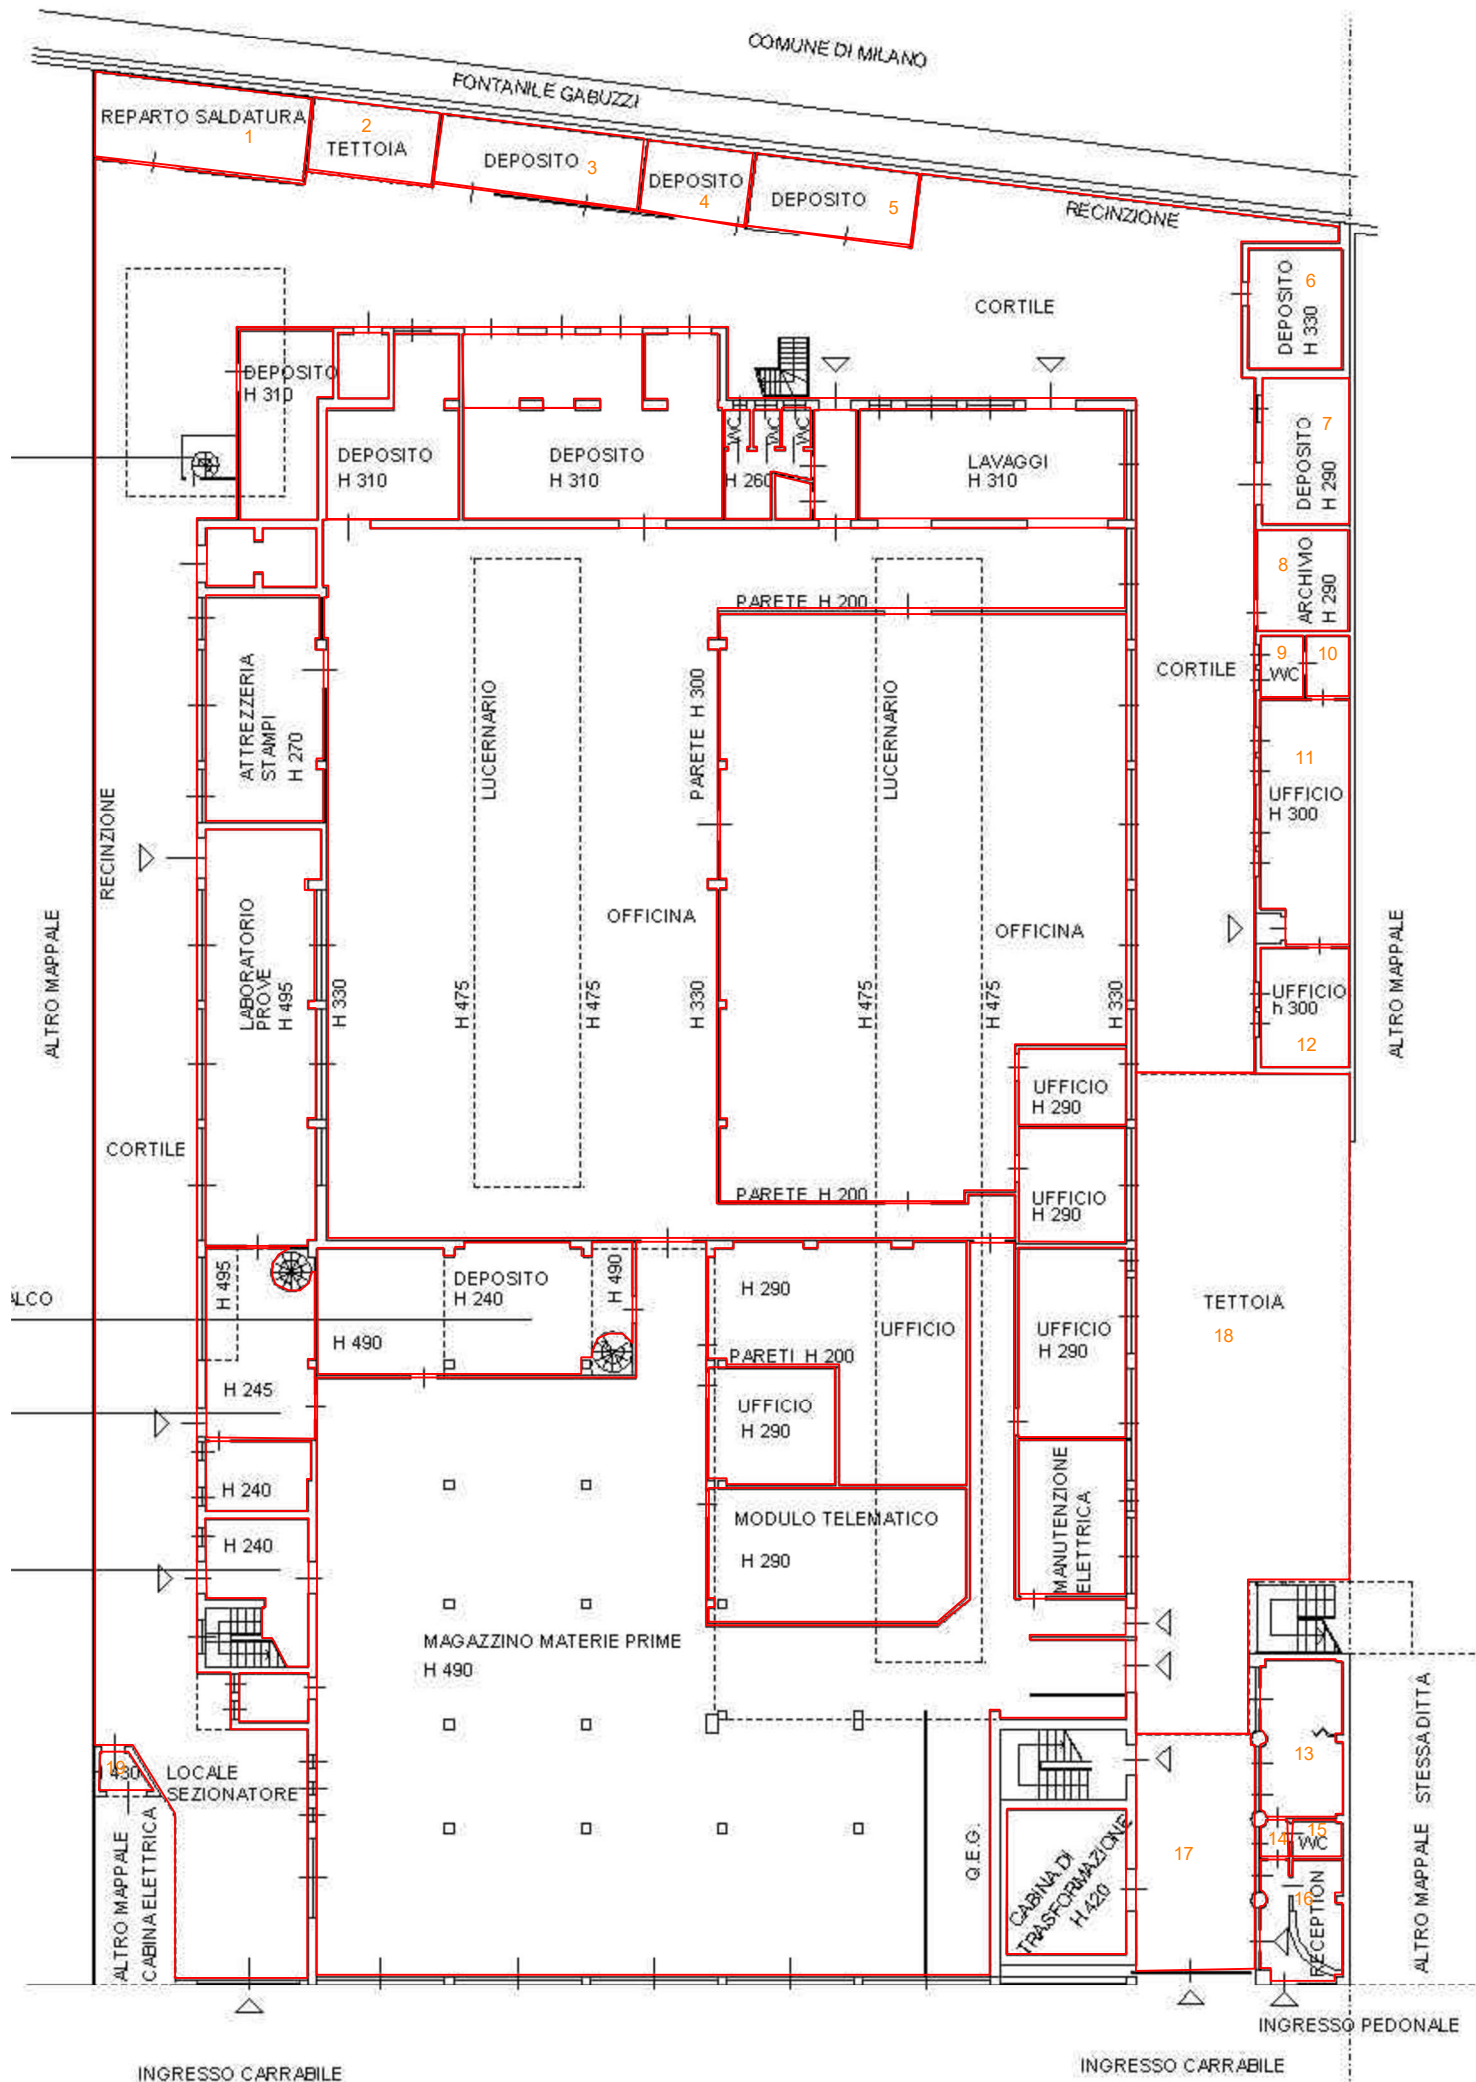 COMUNE DI MILANO
FONTANILE GABUZZI
REPARTO SALDATURA
1
2
TETTOIA
DEPOSITO 3
DEPOSITO
4
DEPOSITO 5
RECINZIONE
CORTILE
6
DEPOSITO
H 330
DEPOSITO
H 310
DEPOSITO
H 310
DEPOSITO
H 310
WC
WC
WC
H 260
LAVAGGI
H 310
7
DEPOSITO
H 290
8
ARCHIVIO
H 290
PARETE H 200
9
WC
10
CORTILE
ATTREZZERIA
STAMPI
H 270
LUCERNARIO
PARETE H 300
LUCERNARIO
11
UFFICIO
H 300
RECINZIONE
ALTRO MAPPALE
LABORATORIO
PROVE
H 495
OFFICINA
OFFICINA
ALTRO MAPPALE
H 330
H 475
H 475
H 330
H 475
H 475
H 330
UFFICIO
h 300
12
UFFICIO
H 290
CORTILE
PARETE H 200
UFFICIO
H 290
H 495
DEPOSITO
H 240
H 490
H 290
ALCO
H 490
UFFICIO
UFFICIO
H 290
TETTOIA
18
PARETI H 200
H 245
UFFICIO
H 290
H 240
MODULO TELEMATICO
H 290
MANUTENZIONE
ELETTRICA
H 240
MAGAZZINO MATERIE PRIME
H 490
19
430
LOCALE
SEZIONATORE
13
ALTRO MAPPALE STESSA DITTA
ALTRO MAPPALE
CABINA ELETTRICA
Q.E.G.
CABINA DI
TRASFORMAZIONE
H 420
17
14
15
WC
16
RECEPTION
INGRESSO PEDONALE
INGRESSO CARRABILE
INGRESSO CARRABILE